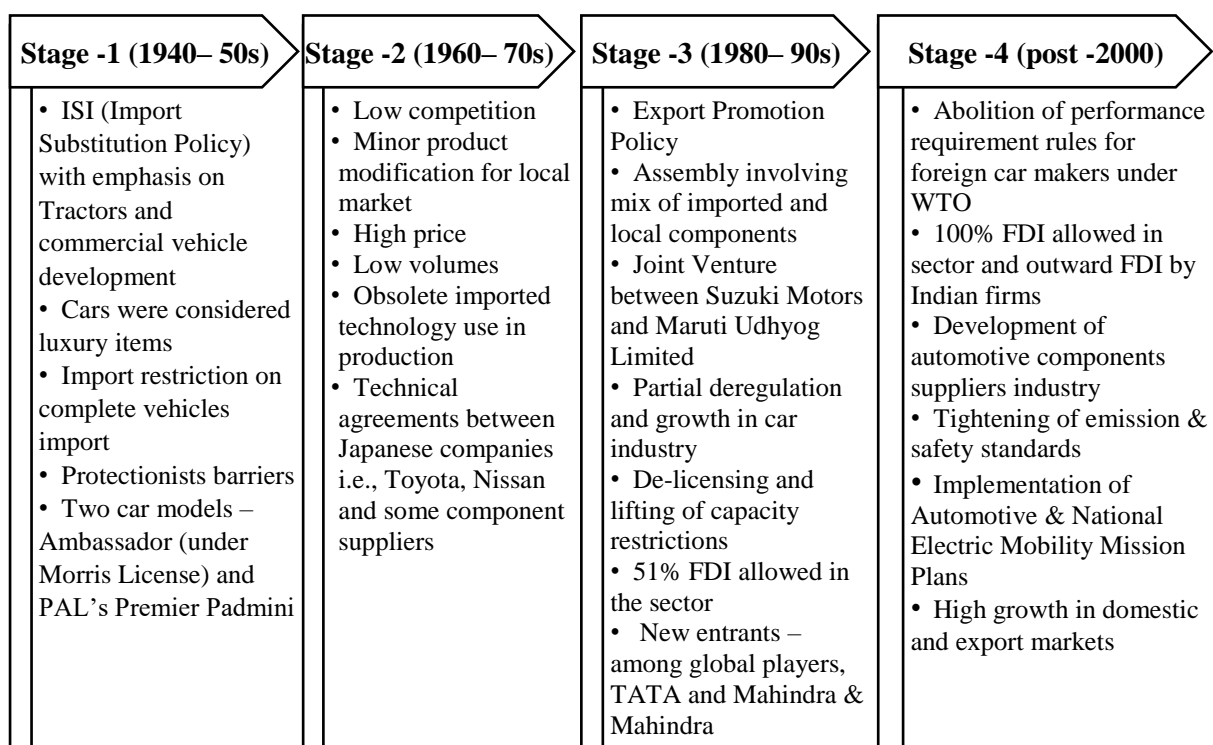 Stage -1 (1940– 50s)
• ISI (Import
Substitution Policy)
with emphasis on
Tractors and
commercial vehicle
development
• Cars were considered
luxury items
• Import restriction on
complete vehicles
import
• Protectionists barriers
• Two car models –
Ambassador (under
Morris License) and
PAL's Premier Padmini
Stage -2 (1960– 70s)
• Low competition
• Minor product
modification for local
market
• High price
• Low volumes
• Obsolete imported
technology use in
production
• Technical
agreements between
Japanese companies
i.e., Toyota, Nissan
and some component
suppliers
Stage -3 (1980– 90s)
• Export Promotion
Policy
• Assembly involving
mix of imported and
local components
• Joint Venture
between Suzuki Motors
and Maruti Udhyog
Limited
• Partial deregulation
and growth in car
industry
• De-licensing and
lifting of capacity
restrictions
• 51% FDI allowed in
the sector
• New entrants –
among global players,
TATA and Mahindra &
Mahindra
Stage -4 (post -2000)
• Abolition of performance
requirement rules for
foreign car makers under
WTO
• 100% FDI allowed in
sector and outward FDI by
Indian firms
• Development of
automotive components
suppliers industry
• Tightening of emission &
safety standards
• Implementation of
Automotive & National
Electric Mobility Mission
Plans
• High growth in domestic
and export markets